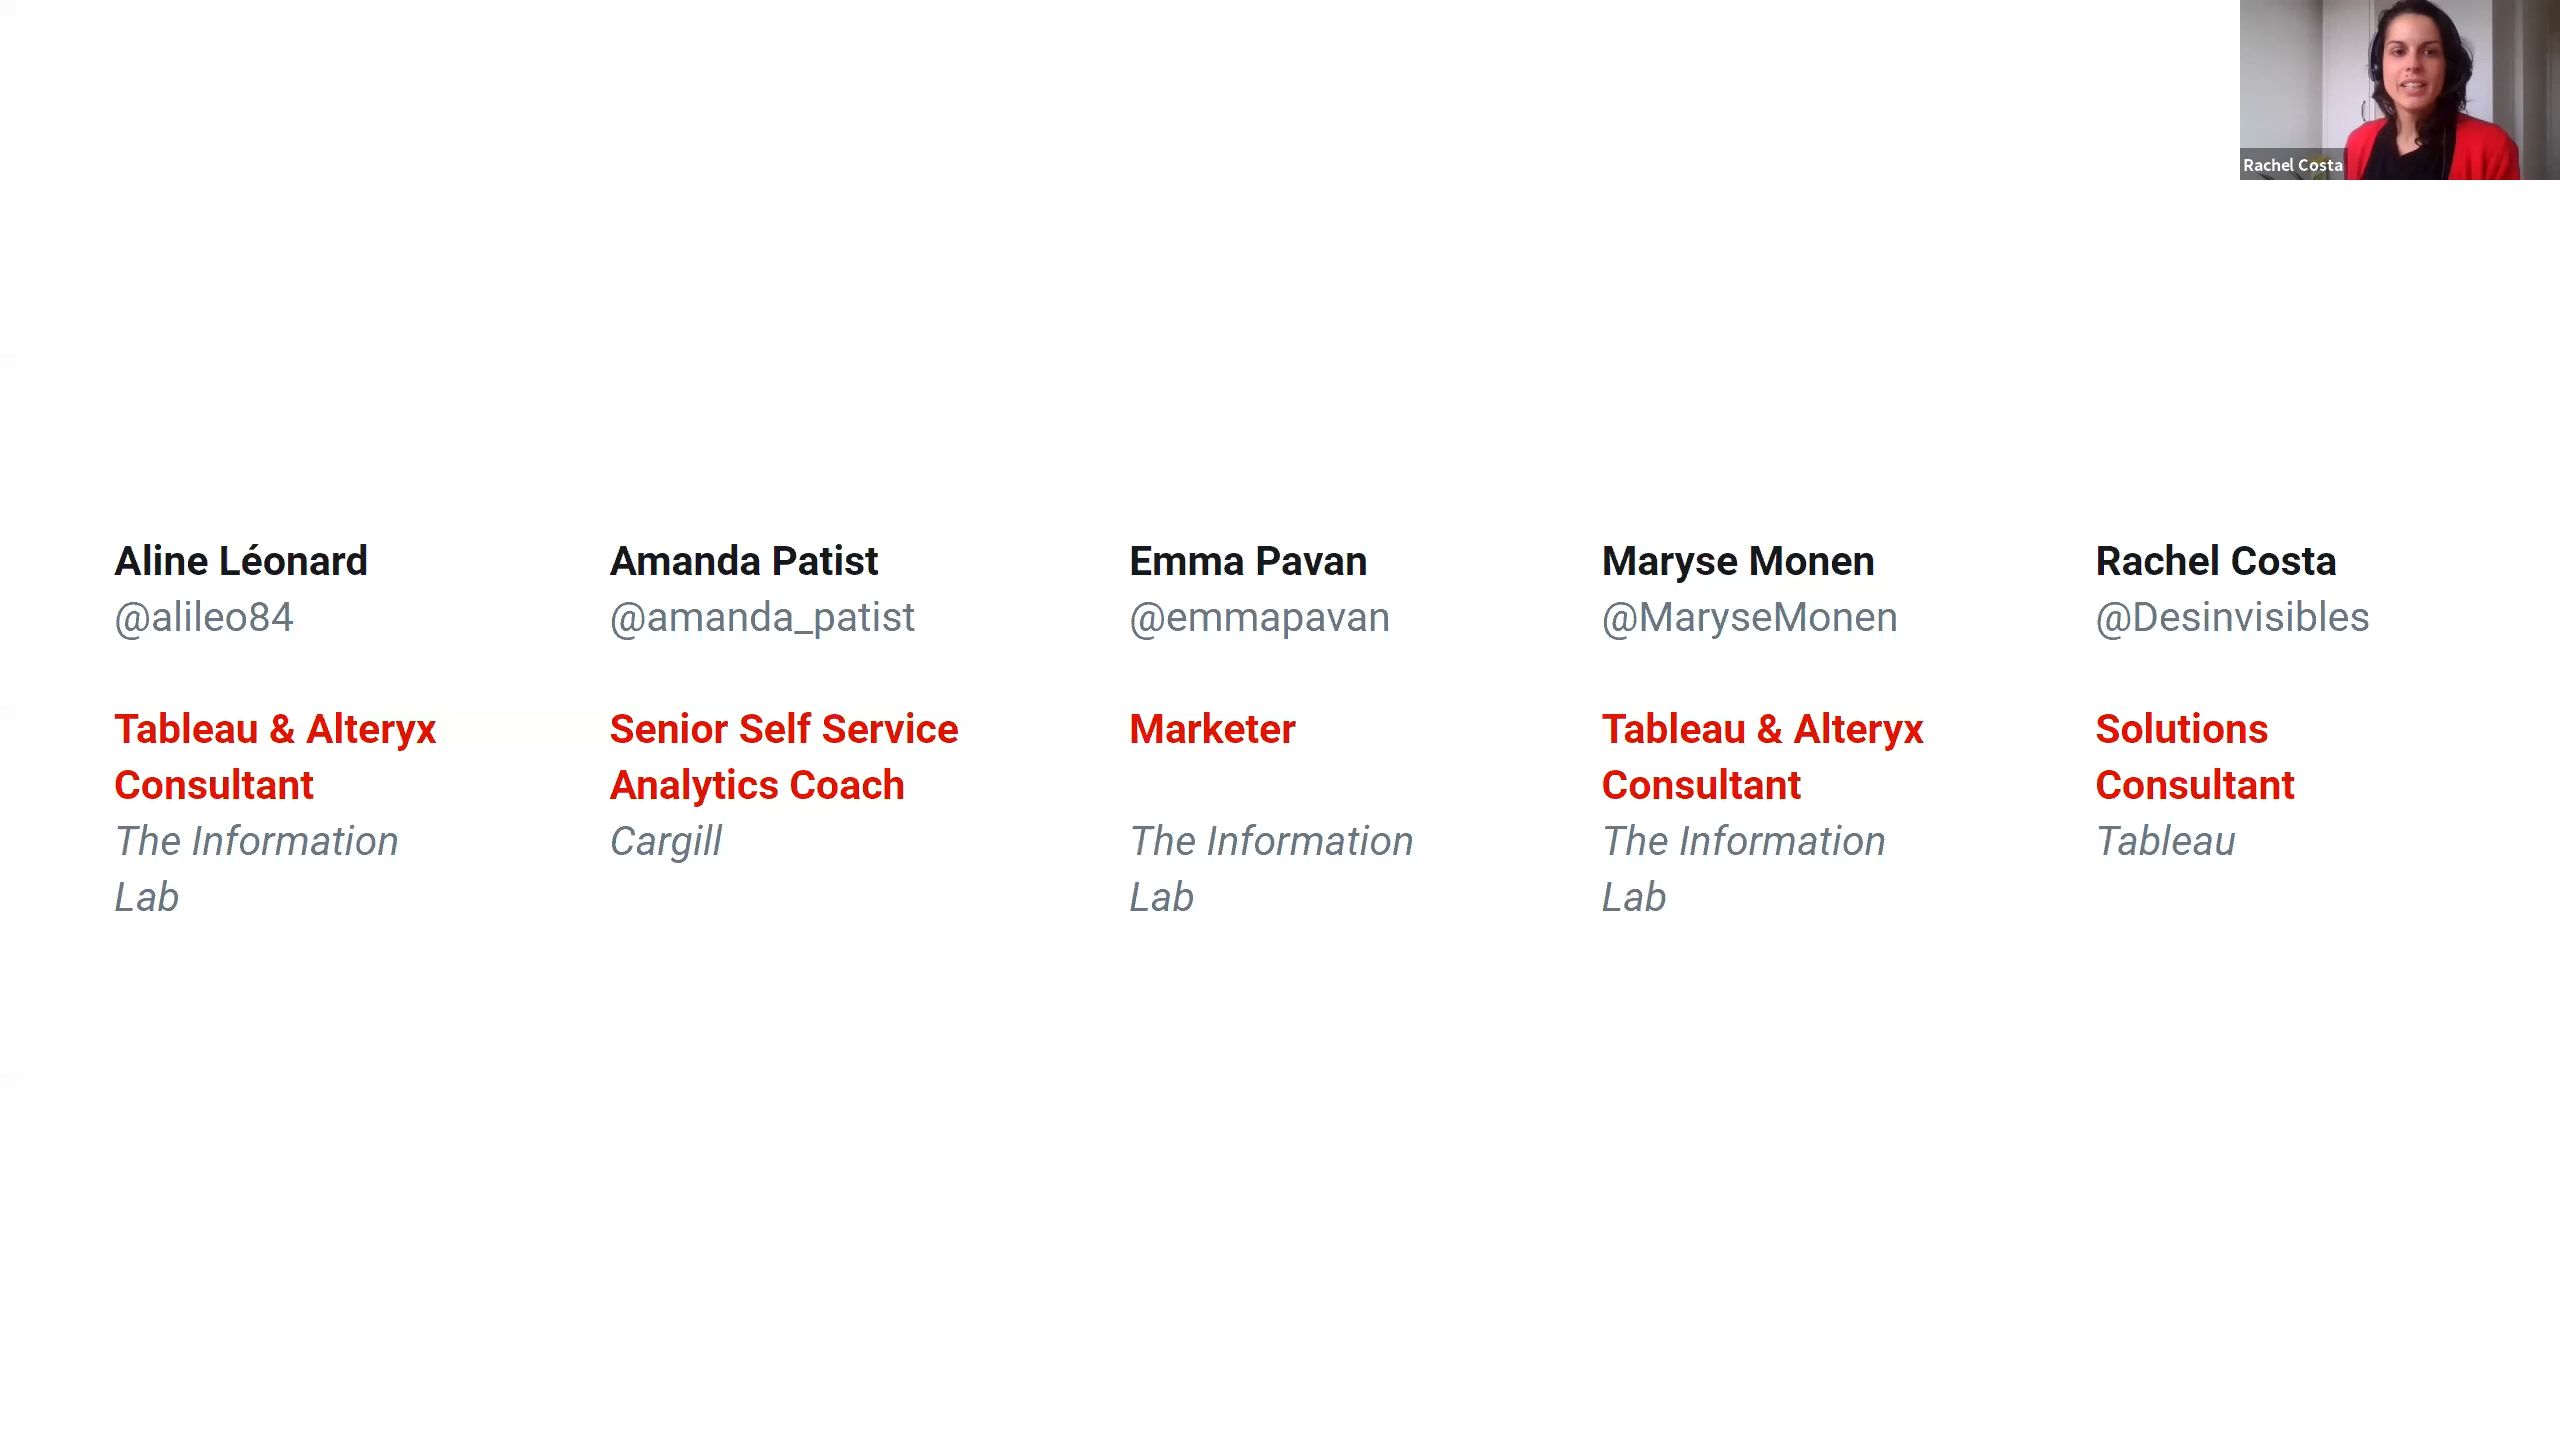 Rachel Costa
Aline Léonard
@alileo84
Tableau & Alteryx
Consultant
The Information
Lab
Amanda Patist
@amanda_patist
Senior Self Service
Analytics Coach
Cargill
Emma Pavan
@emmapavan
Marketer
The Information
Lab
Maryse Monen
@MaryseMonen
Tableau & Alteryx
Consultant
The Information
Lab
Rachel Costa
@Desinvisibles
Solutions
Consultant
Tableau